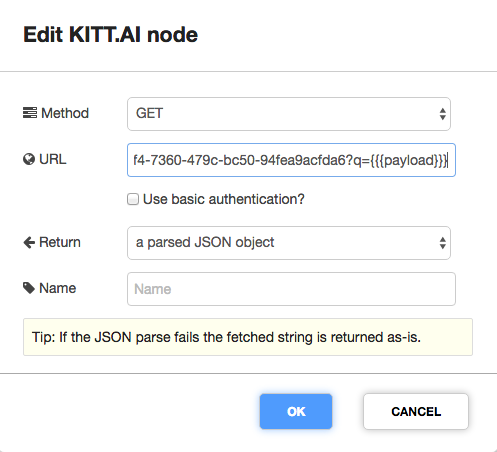 Edit KITT.AI node
Method GET
URL f4-7360-479c-bc50-94fea9acfda6?q={{{payload}}}
Use basic authentication?
Return a parsed JSON object
Name Name
Tip: If the JSON parse fails the fetched string is returned as-is.
OK CANCEL